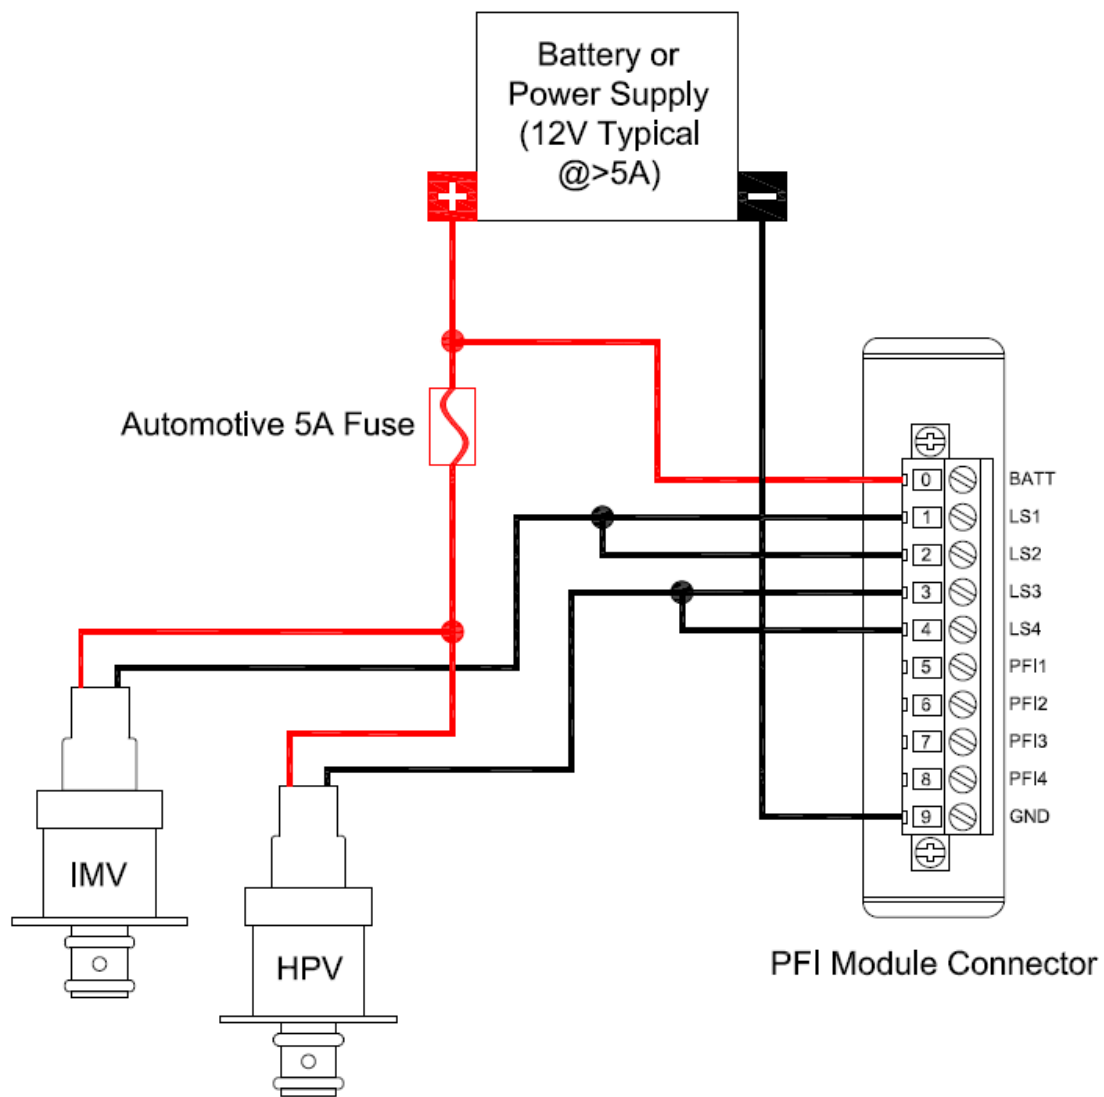 Battery or
Power Supply
(12V Typical
@>5A)
Automotive 5A Fuse
0 BATT
1 LS1
2 LS2
3 LS3
4 LS4
5 PFI1
6 PFI2
7 PFI3
8 PFI4
9 GND
IMV
HPV
PFI Module Connector